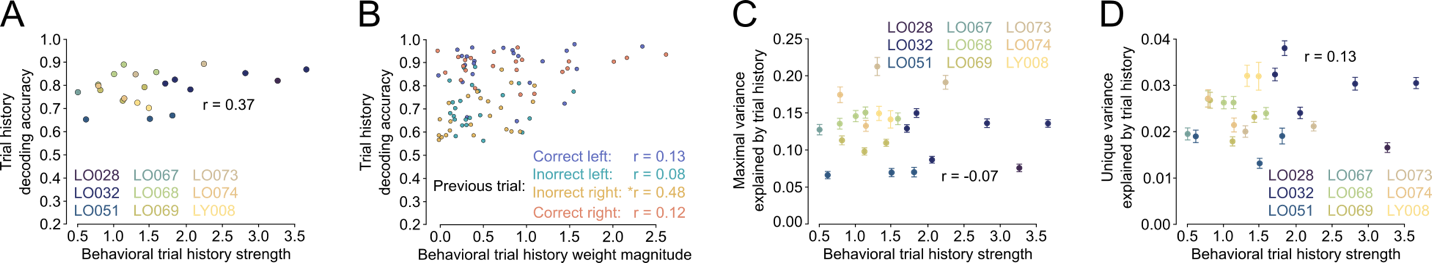 A
Trial history
decoding accuracy
1.0
0.9
0.8
0.7
0.6
0.5
0.4
0.3
0.2
r = 0.37
LO028 LO067 LO073
LO032 LO068 LO074
LO051 LO069 LY008
0.5 1.0 1.5 2.0 2.5 3.0 3.5
Behavioral trial history strength
B
Trial history
decoding accuracy
1.0
0.9
0.8
0.7
0.6
0.5
0.4
0.3
0.2
Previous trial:
Correct left: r = 0.13
Inorrect left: r = 0.08
Inorrect right: *r = 0.48
Correct right: r = 0.12
0.0 0.5 1.0 1.5 2.0 2.5
Behavioral trial history weight magnitude
C
Maximal variance
explained by trial history
0.25
0.20
0.15
0.10
0.05
0.00
LO028 LO067 LO073
LO032 LO068 LO074
LO051 LO069 LY008
r = -0.07
0.5 1.0 1.5 2.0 2.5 3.0 3.5
Behavioral trial history strength
D
Unique variance
explained by trial history
0.04
0.03
0.02
0.01
0.00
r = 0.13
LO028 LO067 LO073
LO032 LO068 LO074
LO051 LO069 LY008
0.5 1.0 1.5 2.0 2.5 3.0 3.5
Behavioral trial history strength